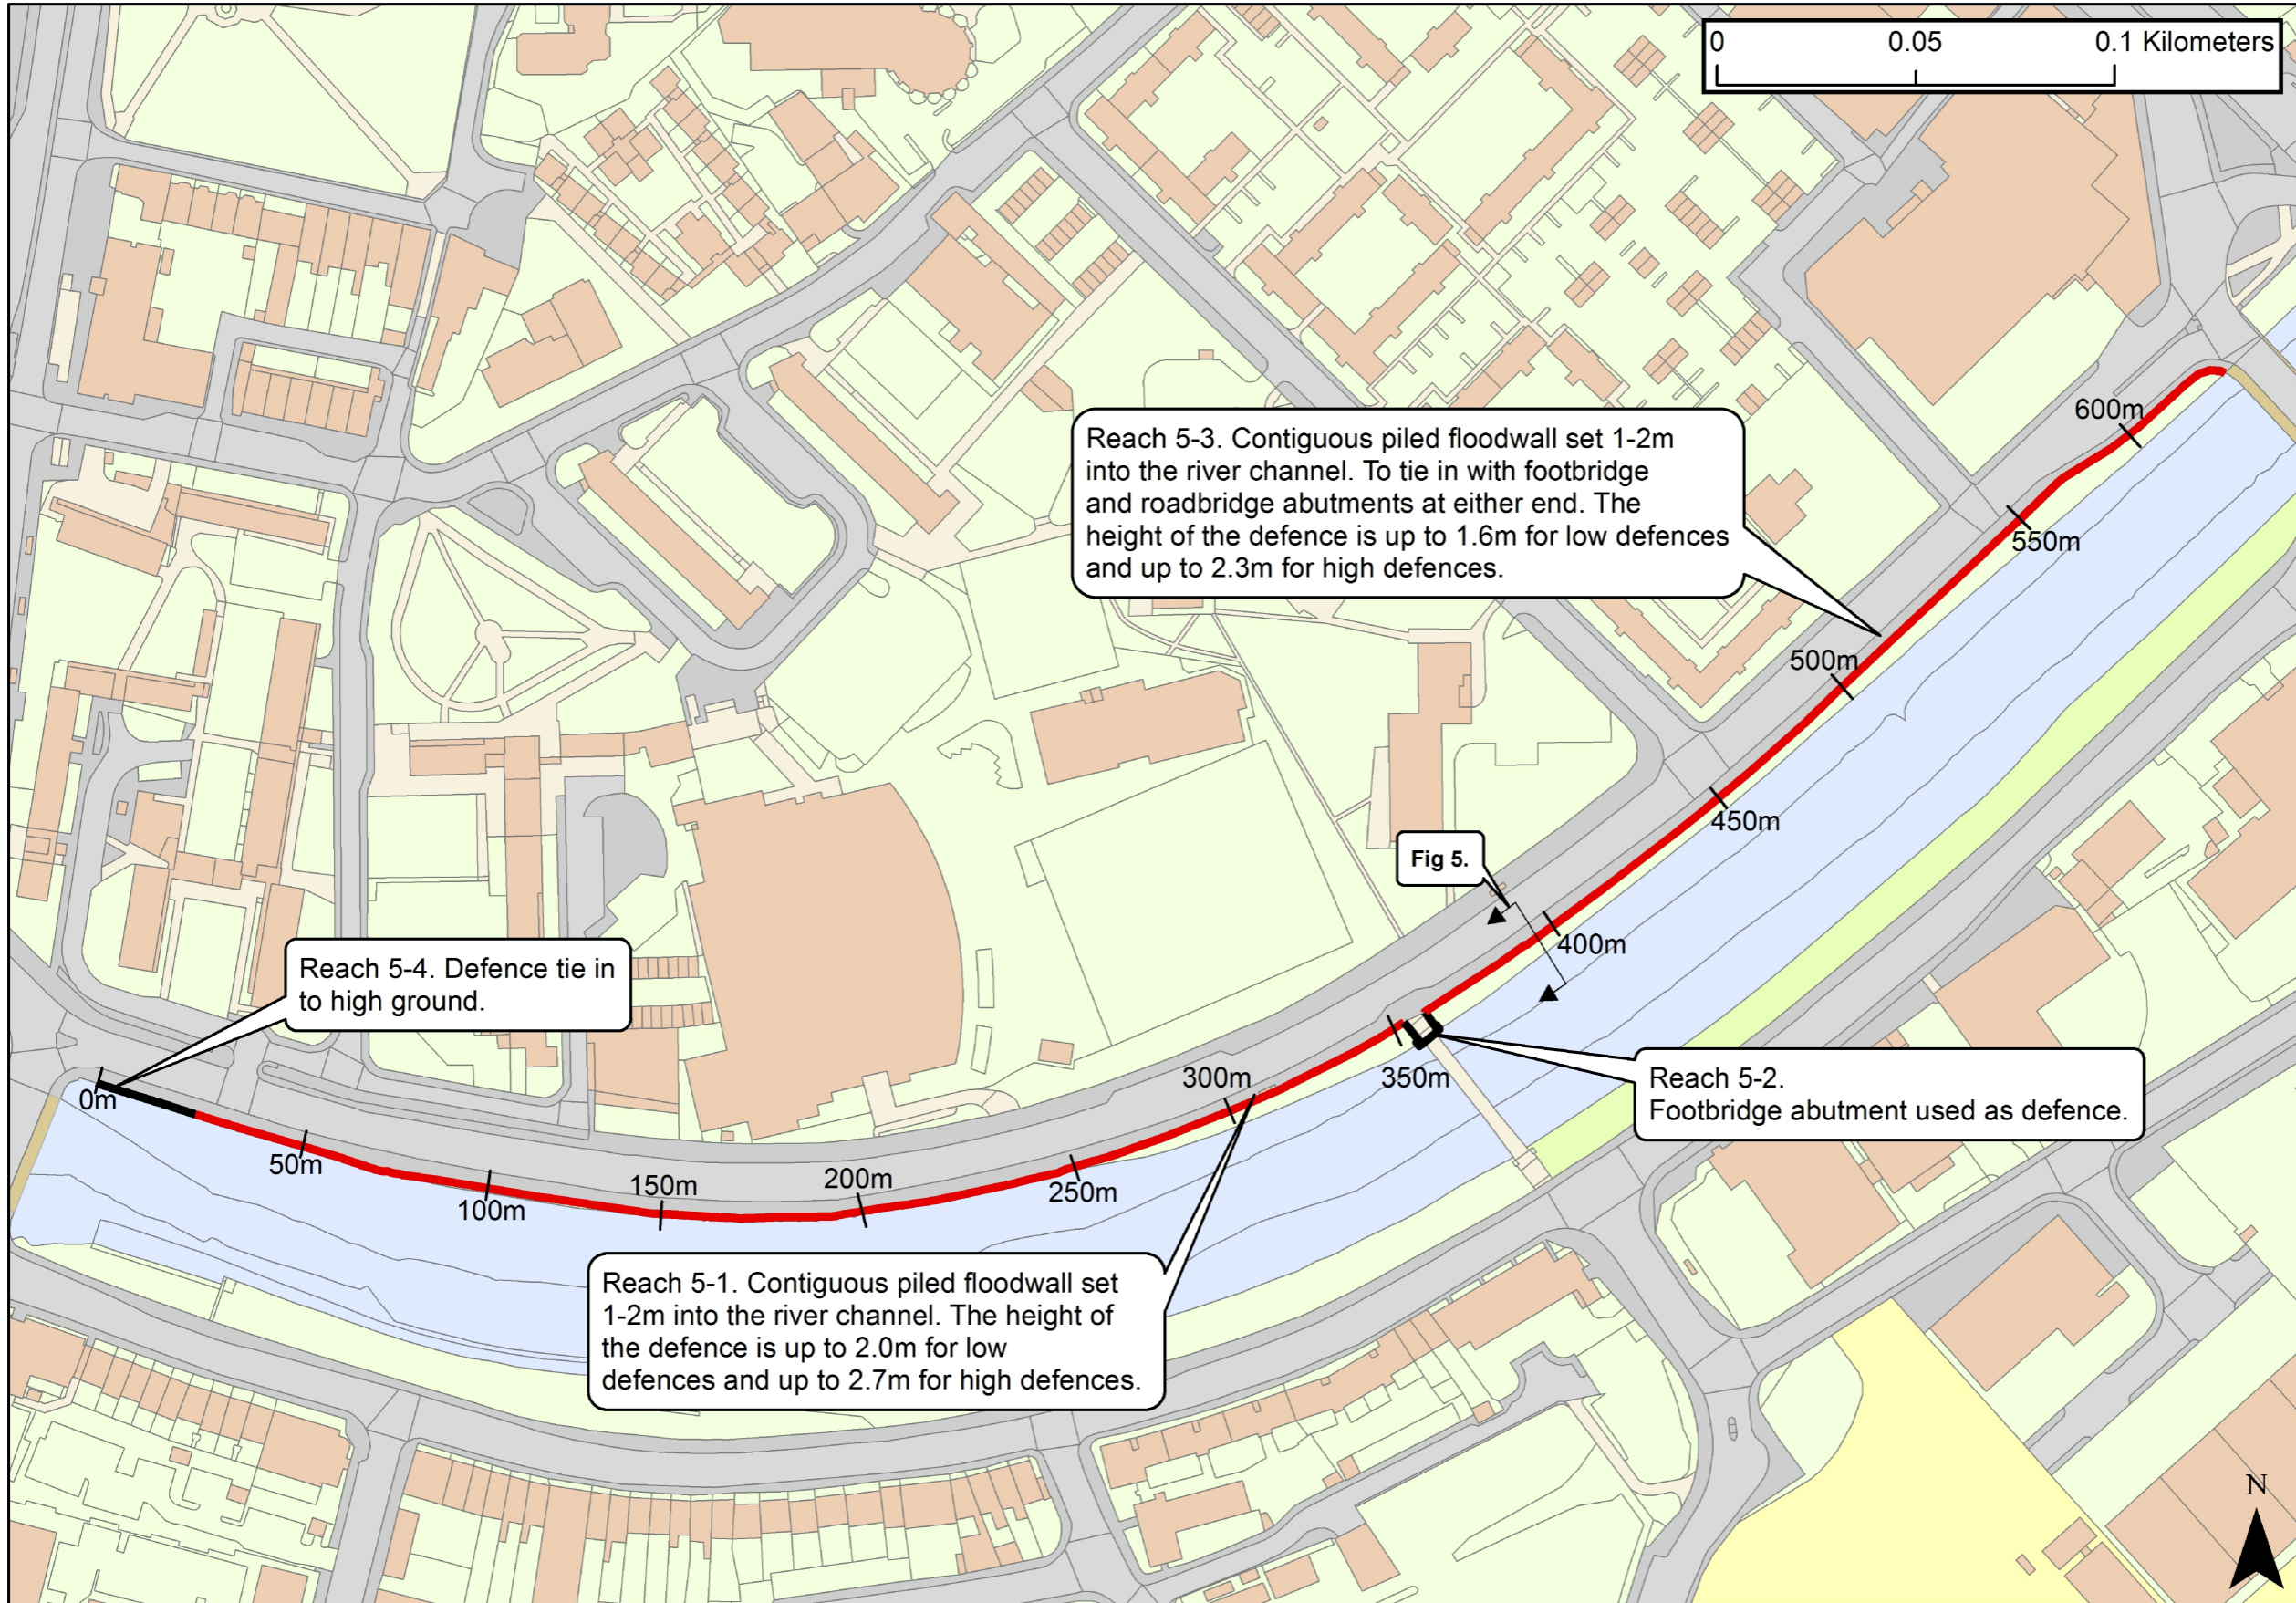 0 0.05 0.1 Kilometers
Reach 5-3. Contiguous piled floodwall set 1-2m
into the river channel. To tie in with footbridge
and roadbridge abutments at either end. The
height of the defence is up to 1.6m for low defences
and up to 2.3m for high defences.
600m
550m
500m
450m
Fig 5.
400m
Reach 5-4. Defence tie in
to high ground.
0m
50m
100m
150m
200m
250m
300m
350m
Reach 5-2.
Footbridge abutment used as defence.
Reach 5-1. Contiguous piled floodwall set
1-2m into the river channel. The height of
the defence is up to 2.0m for low
defences and up to 2.7m for high defences.
N